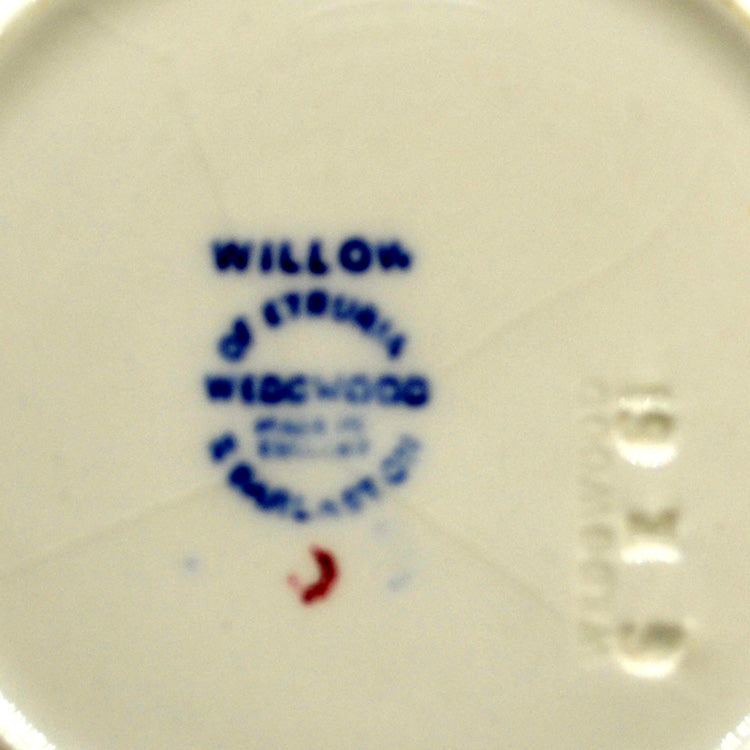 WILLOW
OF ETRURIA
WEDGWOOD
MADE IN
ENGLAND
& BARLASTON